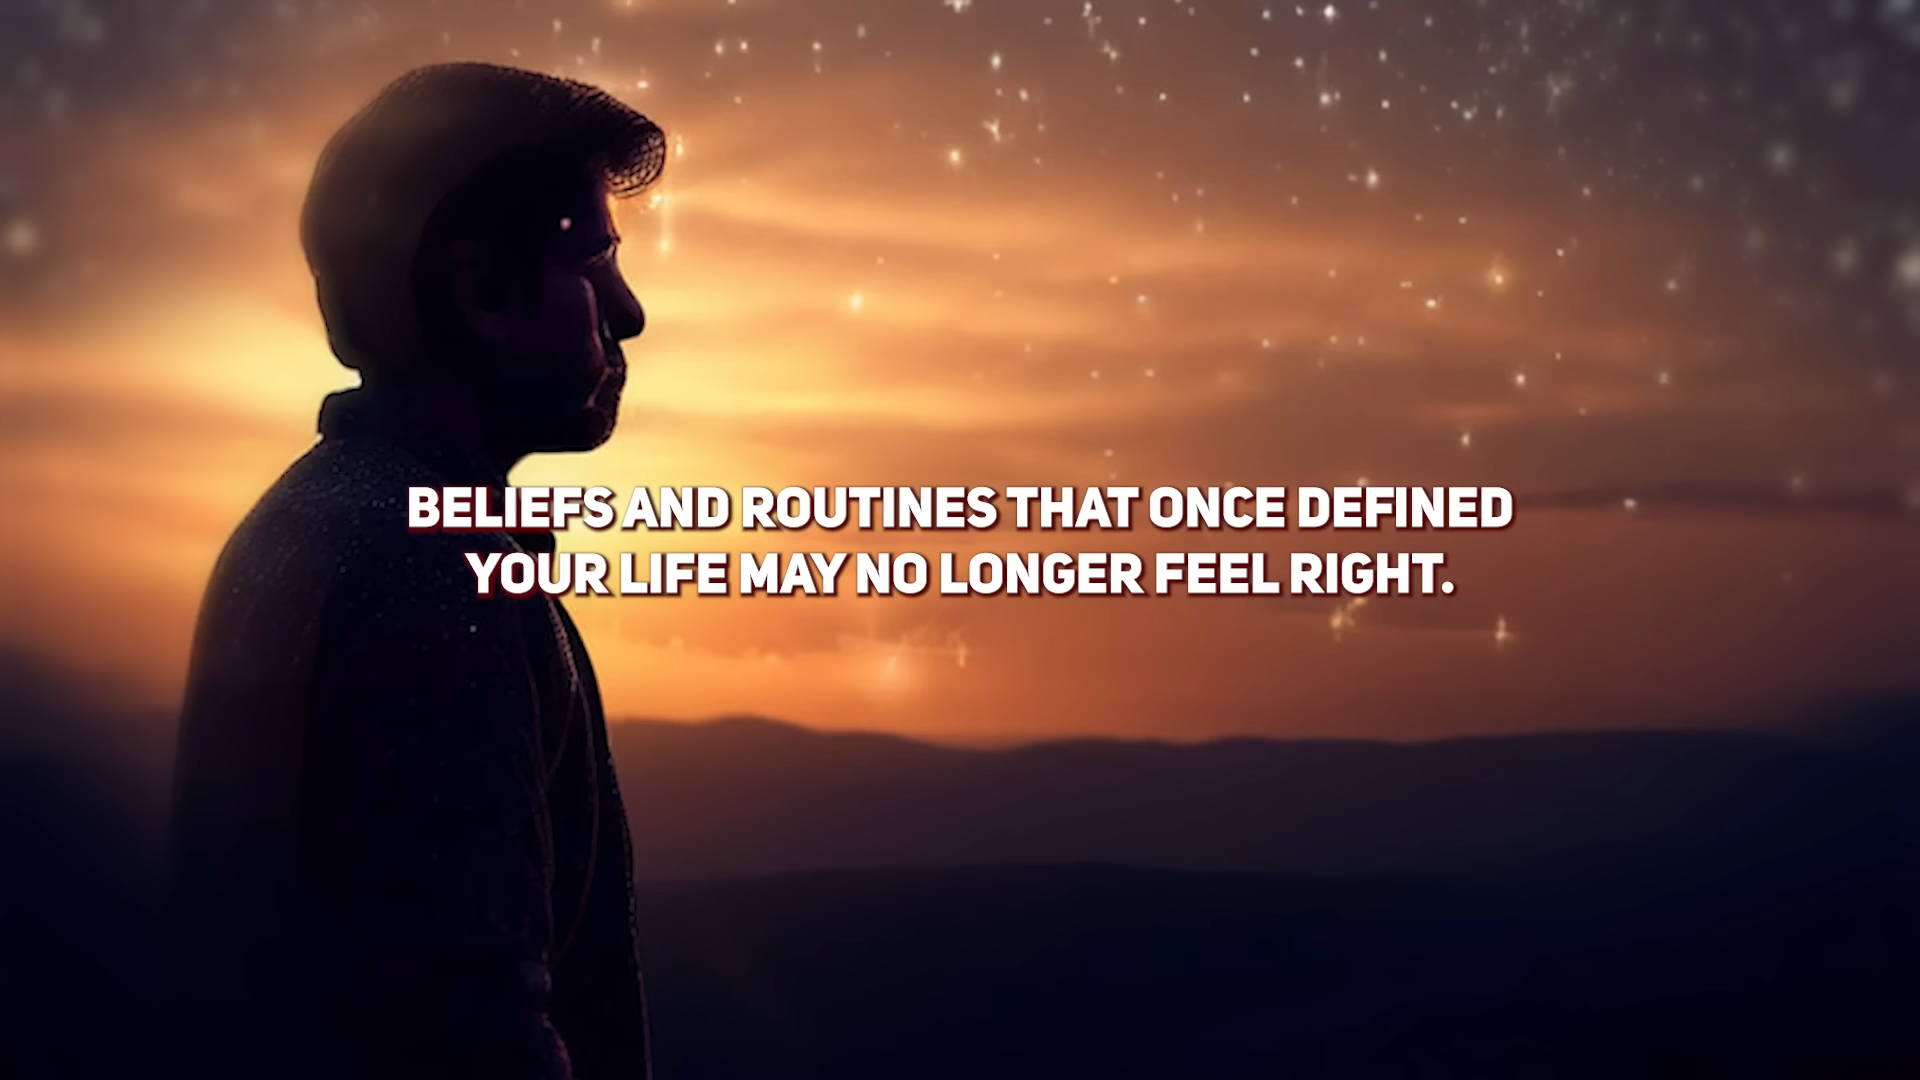 BELIEFS AND ROUTINES THAT ONCE DEFINED
YOUR LIFE MAY NO LONGER FEEL RIGHT.